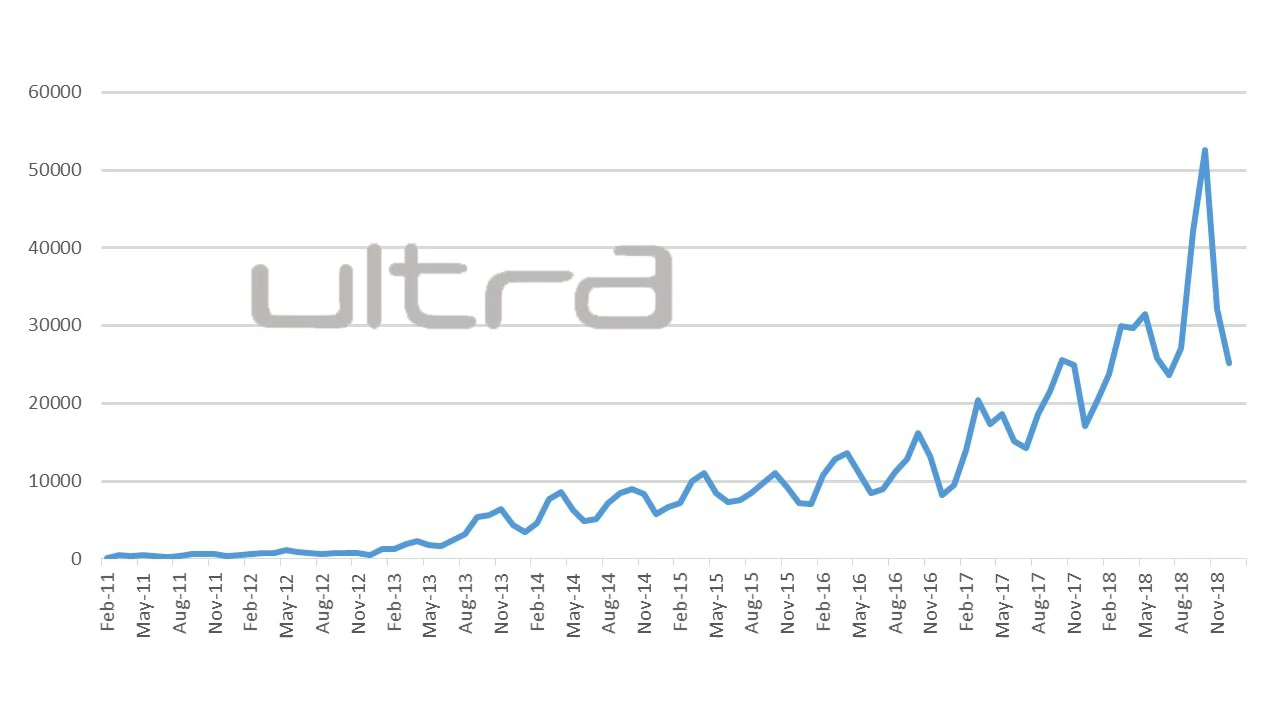 60000
50000
40000
30000
20000
10000
0
ultra
Feb-11
May-11
Aug-11
Nov-11
Feb-12
May-12
Aug-12
Nov-12
Feb-13
May-13
Aug-13
Nov-13
Feb-14
May-14
Aug-14
Nov-14
Feb-15
May-15
Aug-15
Nov-15
Feb-16
May-16
Aug-16
Nov-16
Feb-17
May-17
Aug-17
Nov-17
Feb-18
May-18
Aug-18
Nov-18